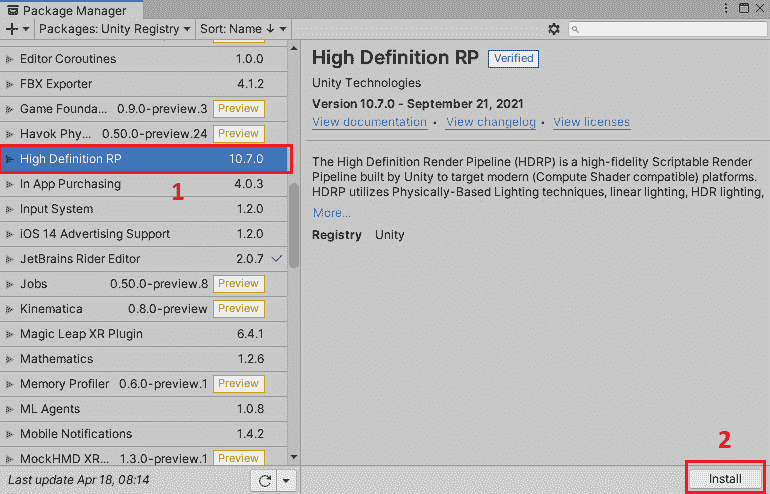 Package Manager
Packages: Unity Registry Sort: Name
Editor Coroutines 1.0.0
FBX Exporter 4.1.2
Game Founda... 0.9.0-preview.3 Preview
Havok Phy... 0.50.0-preview.24 Preview
High Definition RP 10.7.0
1
In App Purchasing 4.0.3
Input System 1.2.0
iOS 14 Advertising Support 1.2.0
JetBrains Rider Editor 2.0.7
Jobs 0.50.0-preview.8 Preview
Kinematica 0.8.0-preview Preview
Magic Leap XR Plugin 6.4.1
Mathematics 1.2.6
Memory Profiler 0.6.0-preview.1 Preview
ML Agents 1.0.8
Mobile Notifications 1.4.2
MockHMD XR... 1.3.0-preview.1 Preview
Last update Apr 18, 08:14
High Definition RP Verified
Unity Technologies
Version 10.7.0 - September 21, 2021
View documentation • View changelog • View licenses
The High Definition Render Pipeline (HDRP) is a high-fidelity Scriptable Render
Pipeline built by Unity to target modern (Compute Shader compatible) platforms.
HDRP utilizes Physically-Based Lighting techniques, linear lighting, HDR lighting,
More...
Registry Unity
2
Install